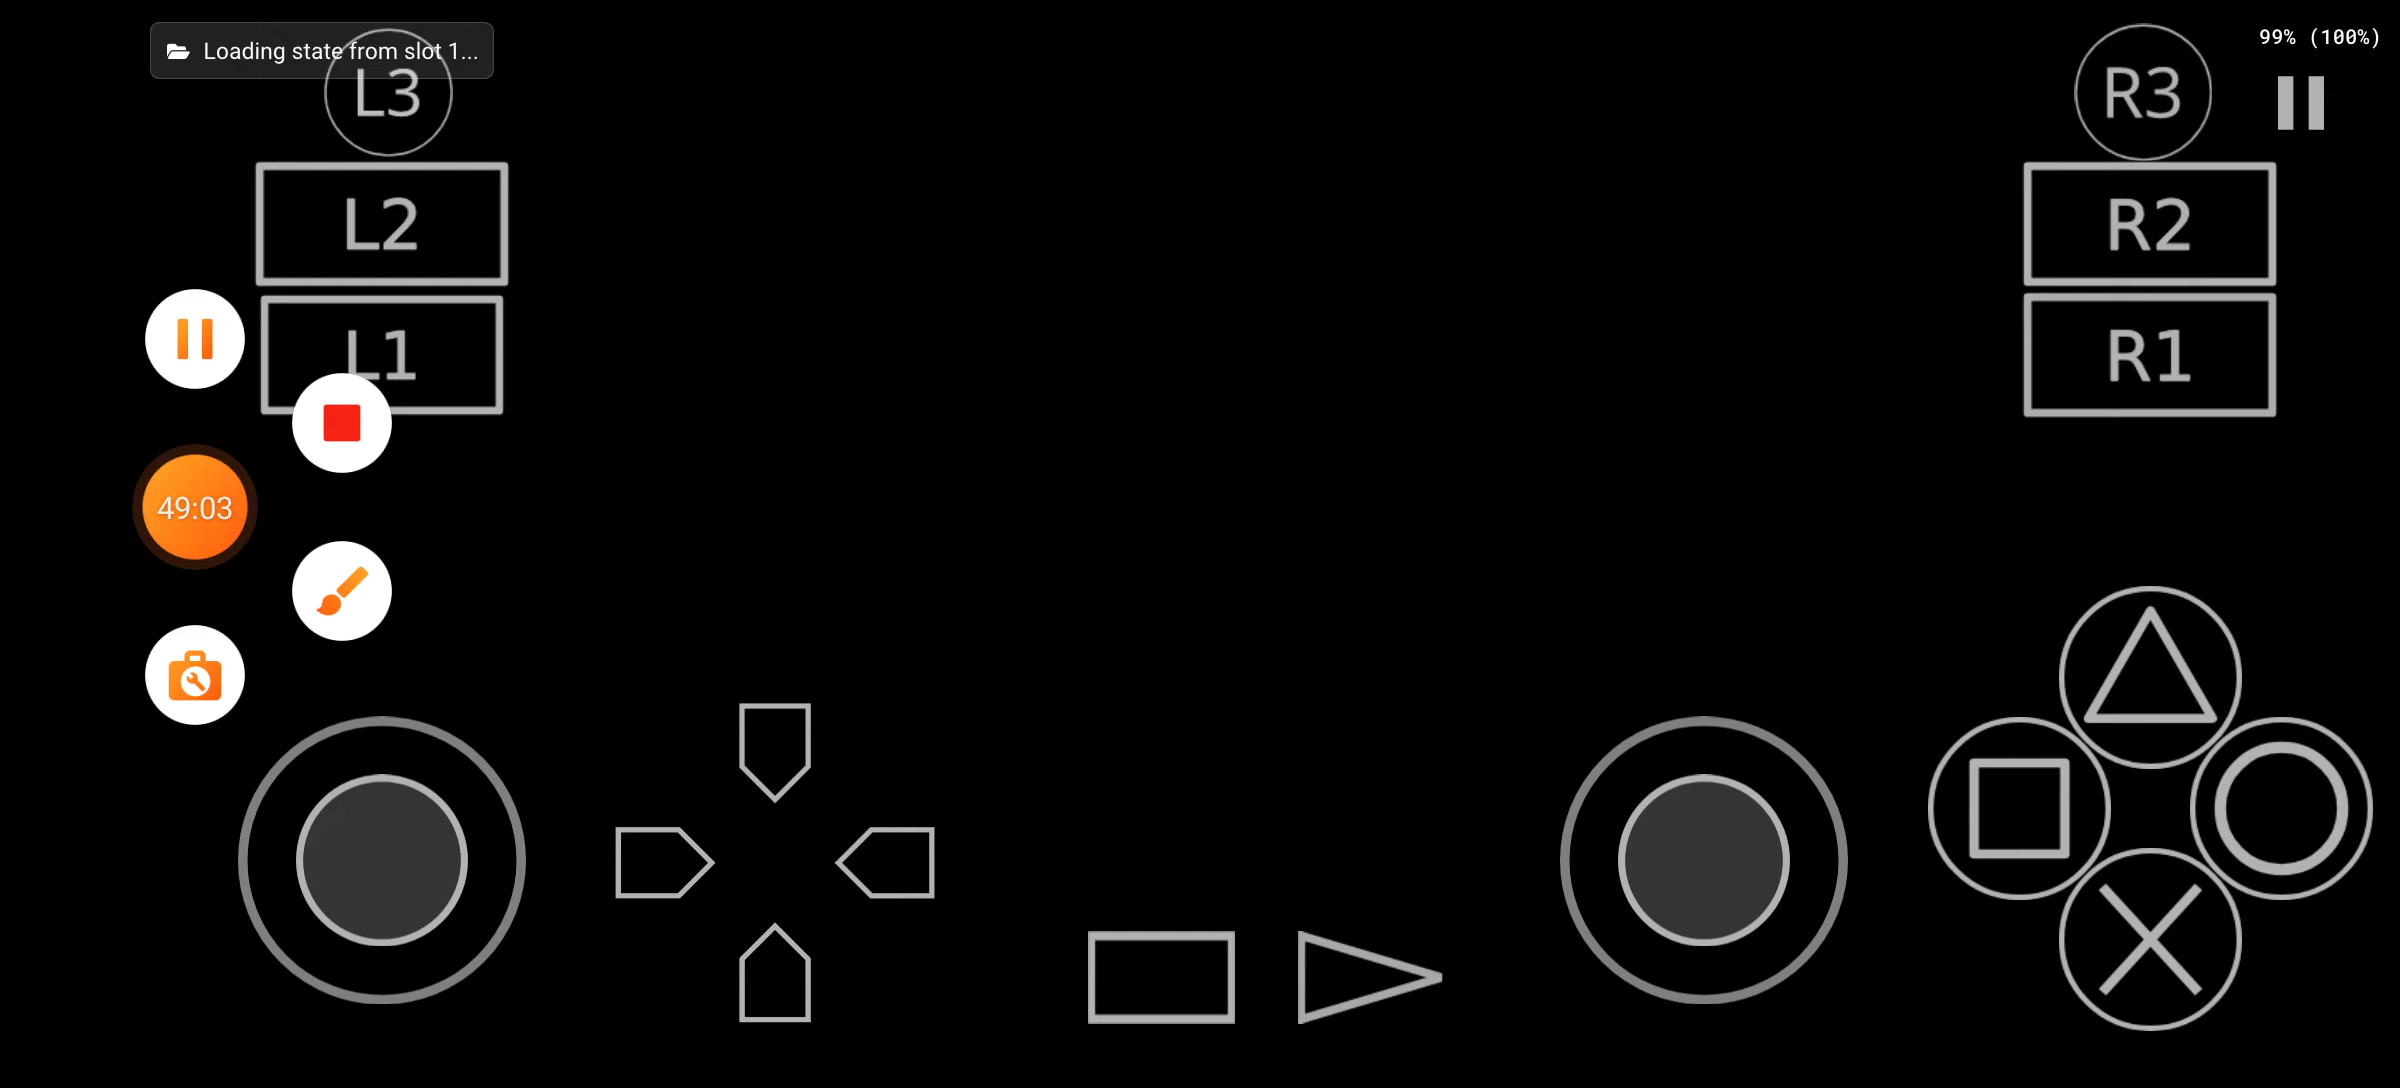 Loading state from slot 1...
99% (100%)
L3
R3
L2
R2
L1
R1
49:03